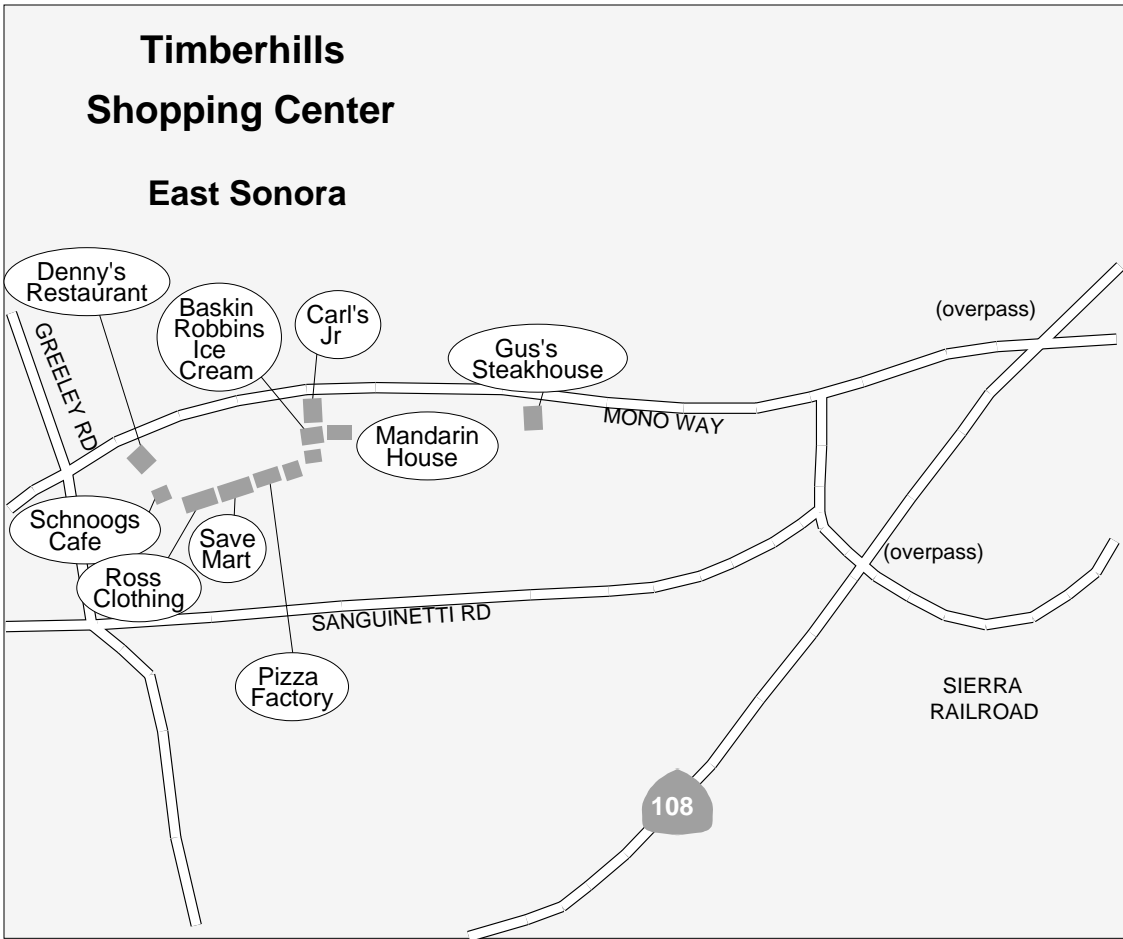 Timberhills
Shopping Center
East Sonora
Denny's
Restaurant
Baskin
Robbins
Ice
Cream
Carl's
Jr
Gus's
Steakhouse
(overpass)
GREELEY RD
MONO WAY
Mandarin
House
Schnoogs
Cafe
Save
Mart
Ross
Clothing
(overpass)
SANGUINETTI RD
Pizza
Factory
SIERRA
RAILROAD
108